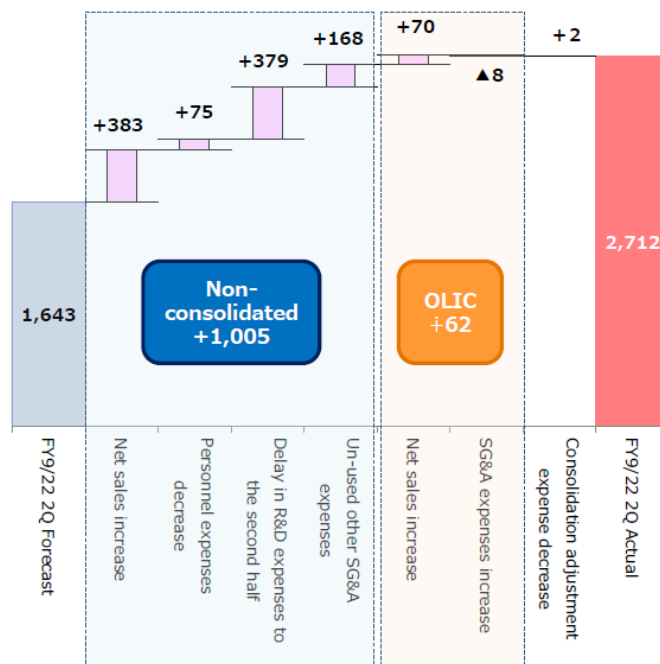 +168
+70
+2
+379
▲8
+75
+383
2,712
Non-
consolidated
+1,005
OLIC
+62
1,643
FY9/22 2Q Forecast
Net sales increase
Personnel expenses
decrease
Delay in R&D expenses to
the second half
Un-used other SG&A
expenses
Net sales increase
SG&A expenses increase
Consolidation adjustment
expense decrease
FY9/22 2Q Actual